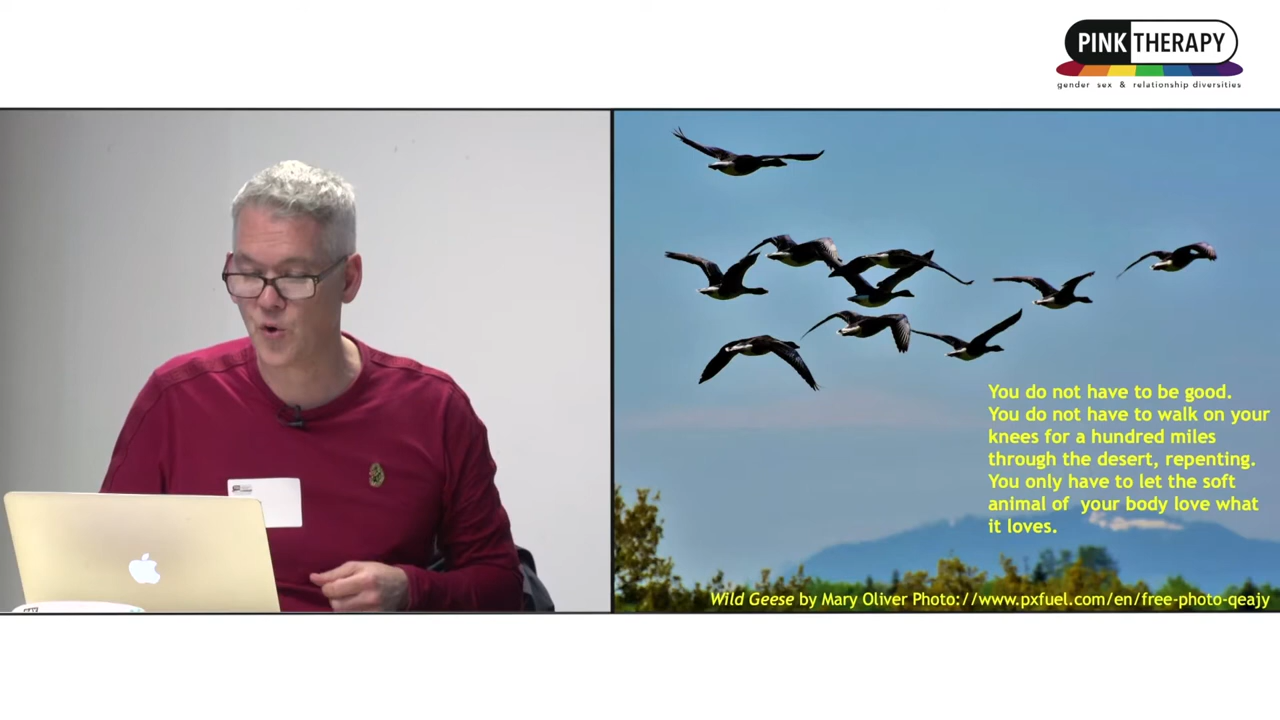 PINK THERAPY
gender sex & relationship diversities
You do not have to be good.
You do not have to walk on your
knees for a hundred miles
through the desert, repenting.
You only have to let the soft
animal of your body love what
it loves.
Wild Geese by Mary Oliver Photo://www.pxfuel.com/en/free-photo-qeajy